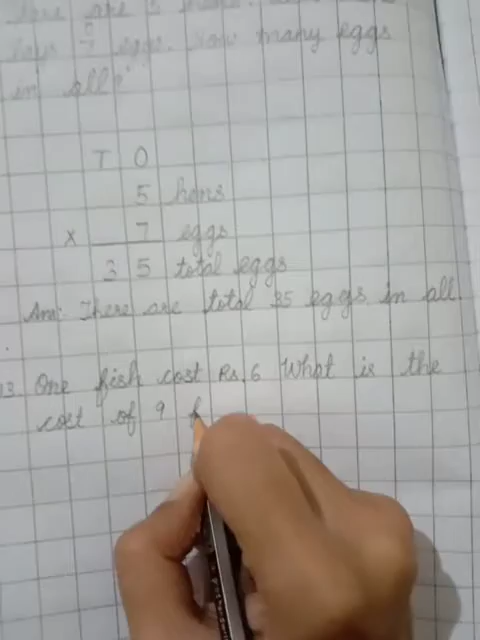 lays 7 eggs. How many eggs
in all?
T O
5 hens
x 7 eggs
3 5 total eggs
Ans: There are total 35 eggs in all.
13. One fish cost Rs. 6 What is the
cost of 9 f